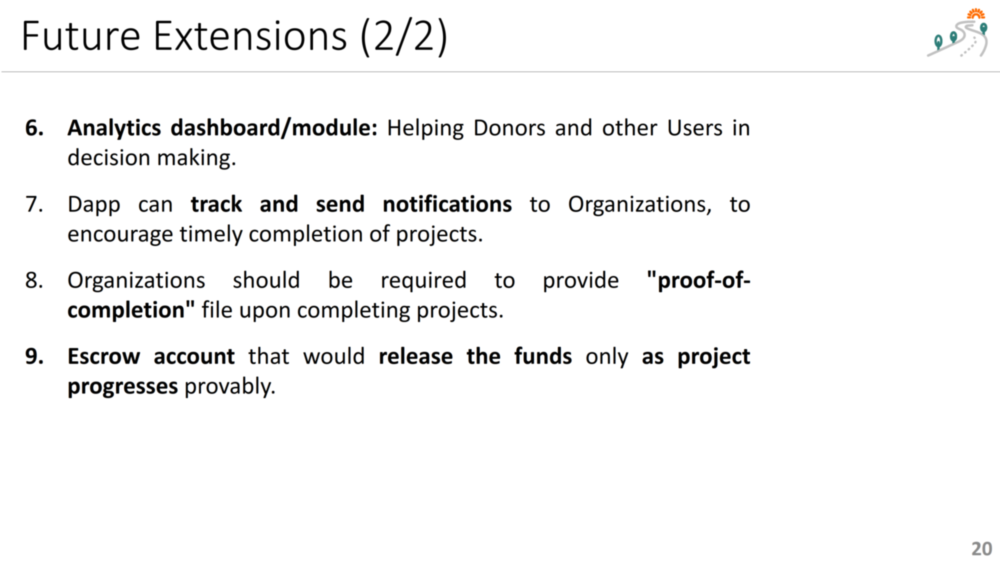 Future Extensions (2/2)
6. Analytics dashboard/module: Helping Donors and other Users in
decision making.
7. Dapp can track and send notifications to Organizations, to
encourage timely completion of projects.
8. Organizations should be required to provide "proof-of-
completion" file upon completing projects.
9. Escrow account that would release the funds only as project
progresses provably.
20